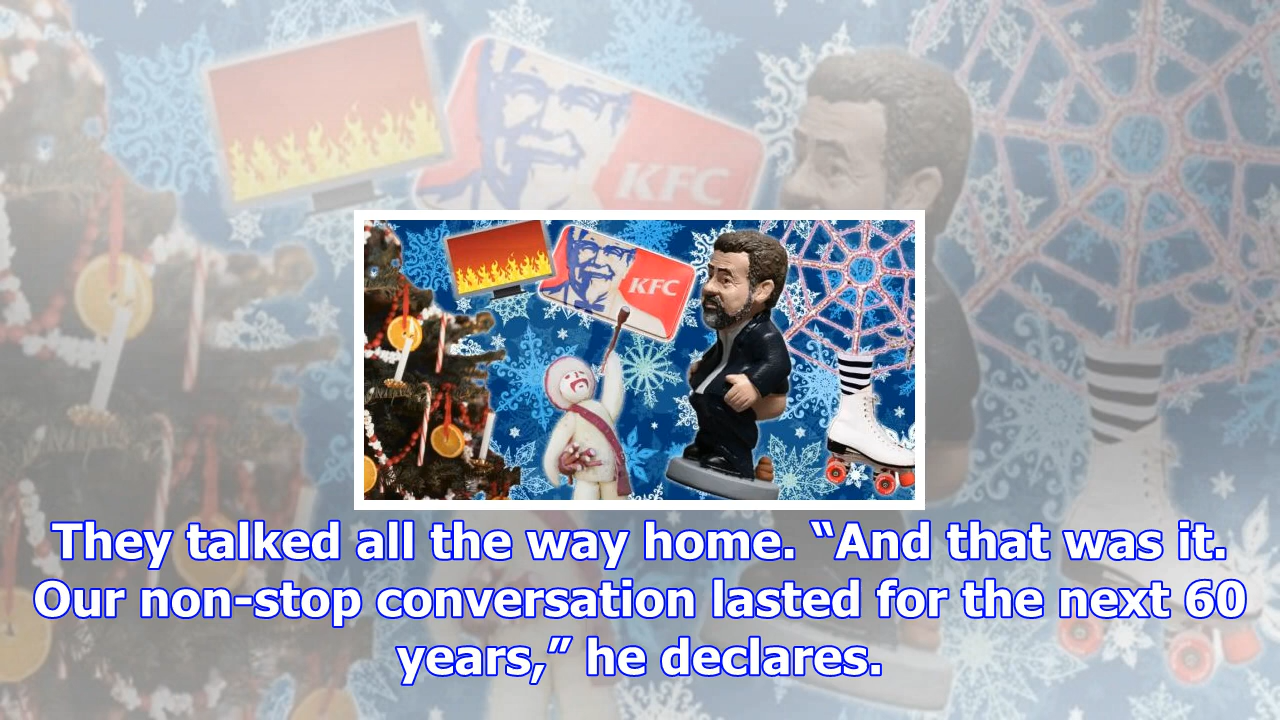 KFC
KFC
They talked all the way home. “And that was it.
Our non-stop conversation lasted for the next 60
years,” he declares.